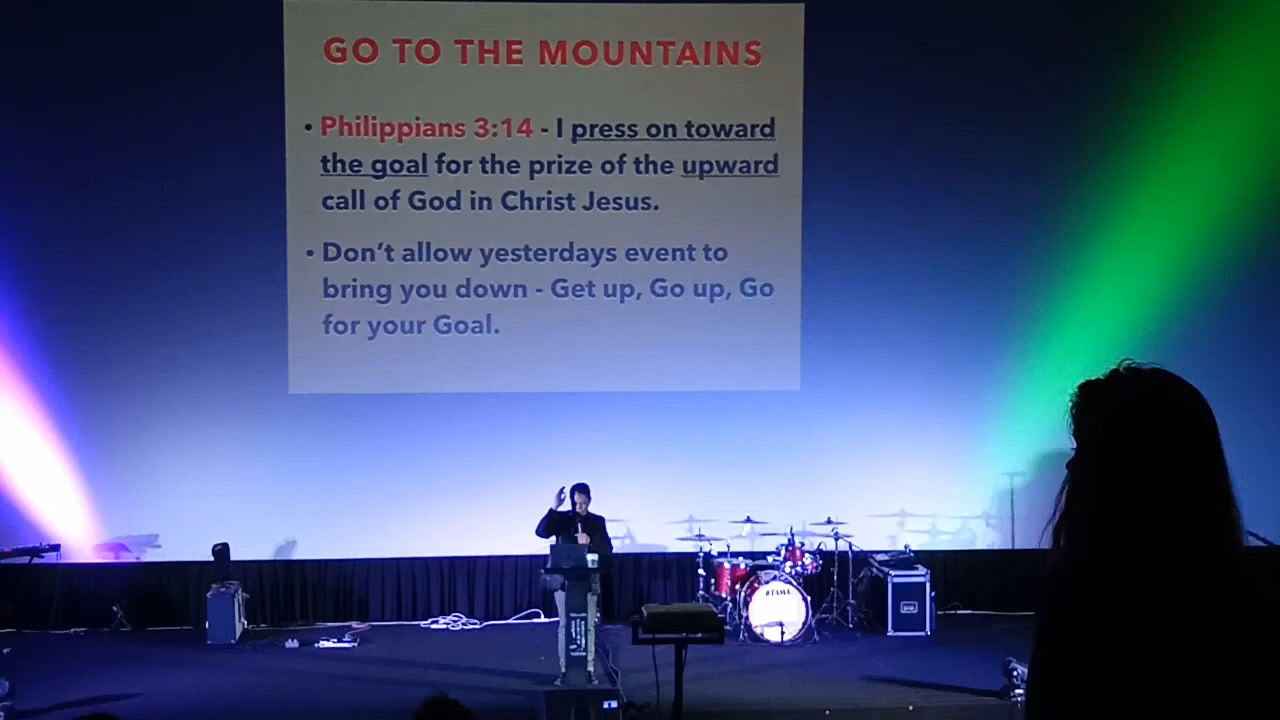 GO TO THE MOUNTAINS
• Philippians 3:14 - I press on toward
the goal for the prize of the upward
call of God in Christ Jesus.
• Don’t allow yesterdays event to
bring you down - Get up, Go up, Go
for your Goal.
TAMA